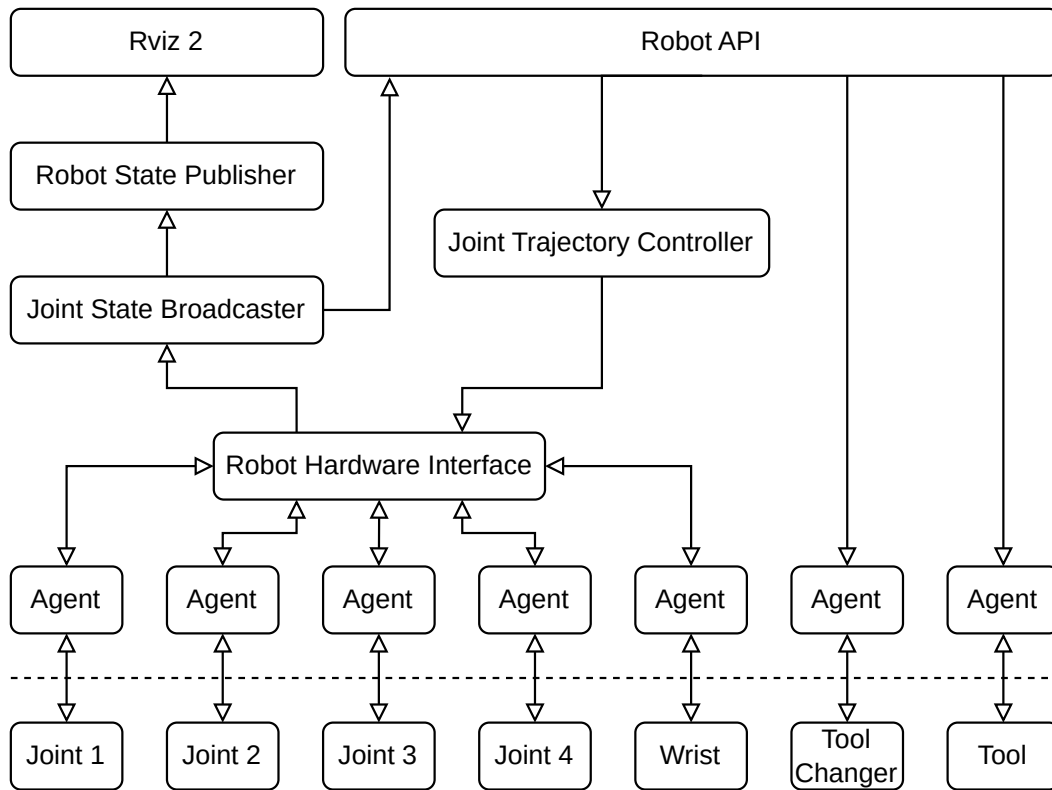 Rviz 2
Robot API
Robot State Publisher
Joint Trajectory Controller
Joint State Broadcaster
Robot Hardware Interface
Agent
Agent
Agent
Agent
Agent
Agent
Agent
Joint 1
Joint 2
Joint 3
Joint 4
Wrist
Tool
Changer
Tool